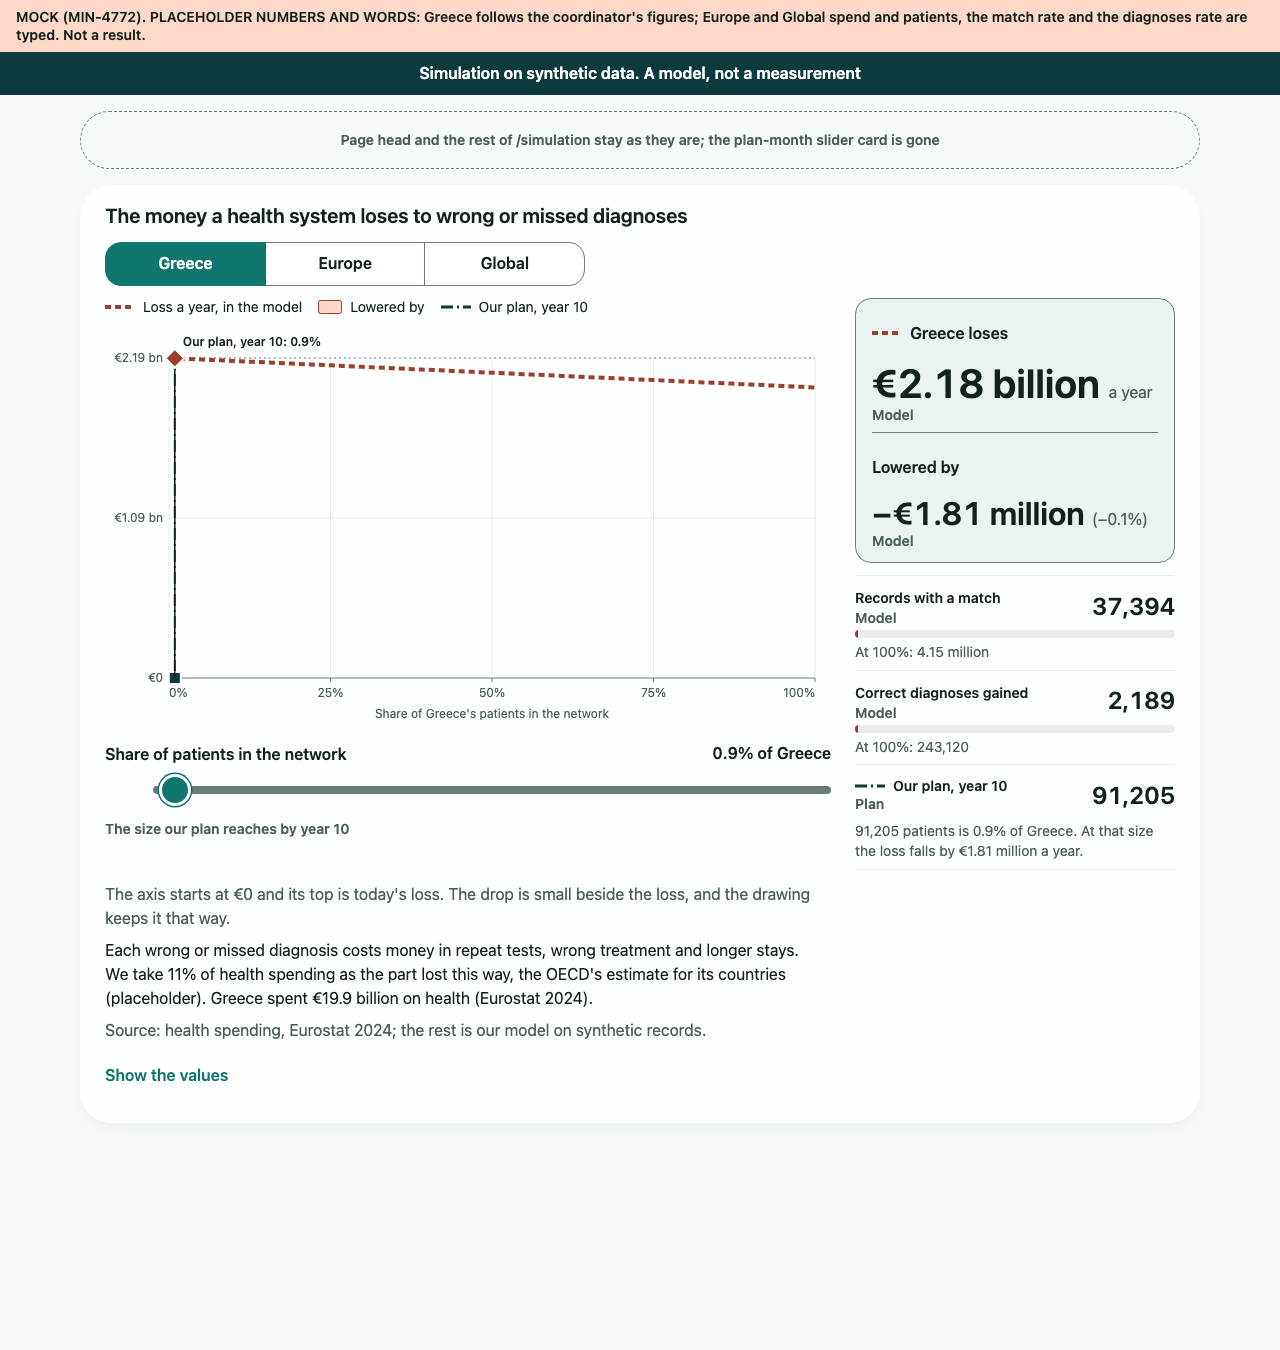 MOCK (MIN-4772). PLACEHOLDER NUMBERS AND WORDS: Greece follows the coordinator's figures; Europe and Global spend and patients, the match rate and the diagnoses rate are
typed. Not a result.
Simulation on synthetic data. A model, not a measurement
Page head and the rest of /simulation stay as they are; the plan-month slider card is gone
The money a health system loses to wrong or missed diagnoses
Greece
Europe
Global
Loss a year, in the model
Lowered by
Our plan, year 10
Our plan, year 10: 0.9%
€2.19 bn
€1.09 bn
€0
0%
25%
50%
75%
100%
Share of Greece's patients in the network
Share of patients in the network
0.9% of Greece
The size our plan reaches by year 10
The axis starts at €0 and its top is today's loss. The drop is small beside the loss, and the drawing
keeps it that way.
Each wrong or missed diagnosis costs money in repeat tests, wrong treatment and longer stays.
We take 11% of health spending as the part lost this way, the OECD's estimate for its countries
(placeholder). Greece spent €19.9 billion on health (Eurostat 2024).
Source: health spending, Eurostat 2024; the rest is our model on synthetic records.
Show the values
Greece loses
€2.18 billion a year
Model
Lowered by
−€1.81 million (−0.1%)
Model
Records with a match
37,394
Model
At 100%: 4.15 million
Correct diagnoses gained
2,189
Model
At 100%: 243,120
Our plan, year 10
91,205
Plan
91,205 patients is 0.9% of Greece. At that size
the loss falls by €1.81 million a year.